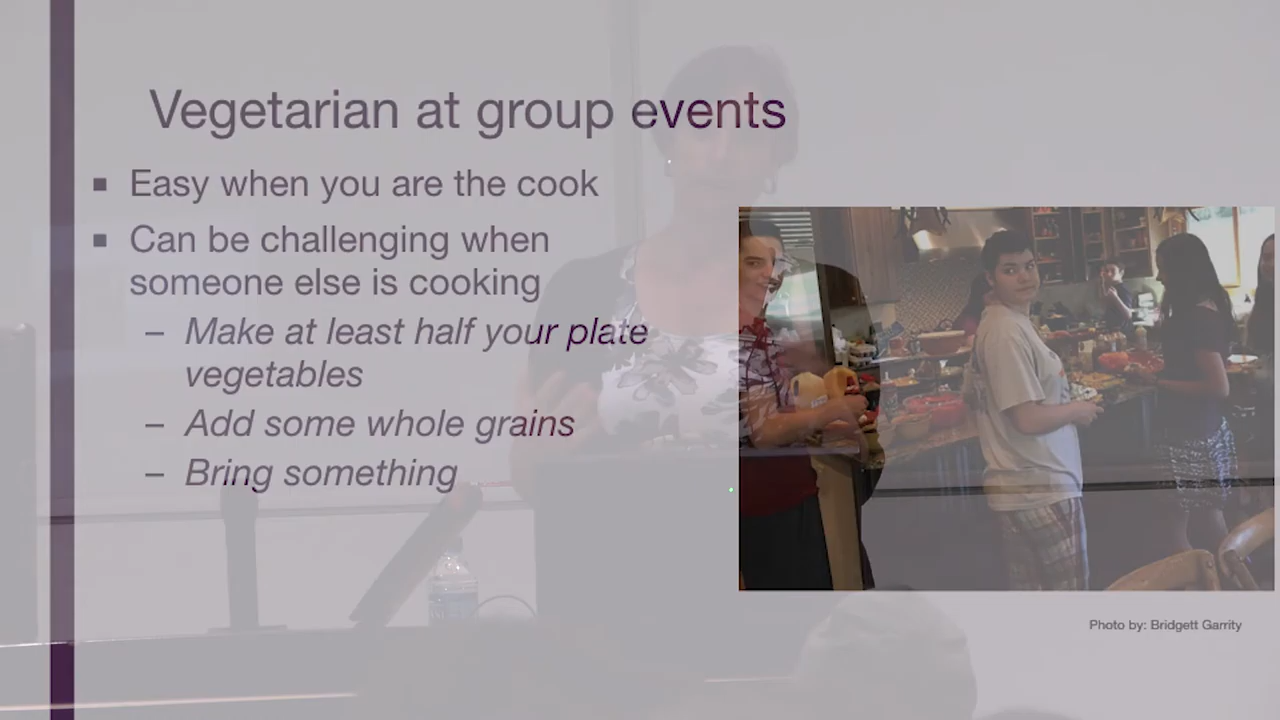 Vegetarian at group events
▪ Easy when you are the cook
▪ Can be challenging when
someone else is cooking
– Make at least half your plate
vegetables
– Add some whole grains
– Bring something
Photo by: Bridgett Garrity